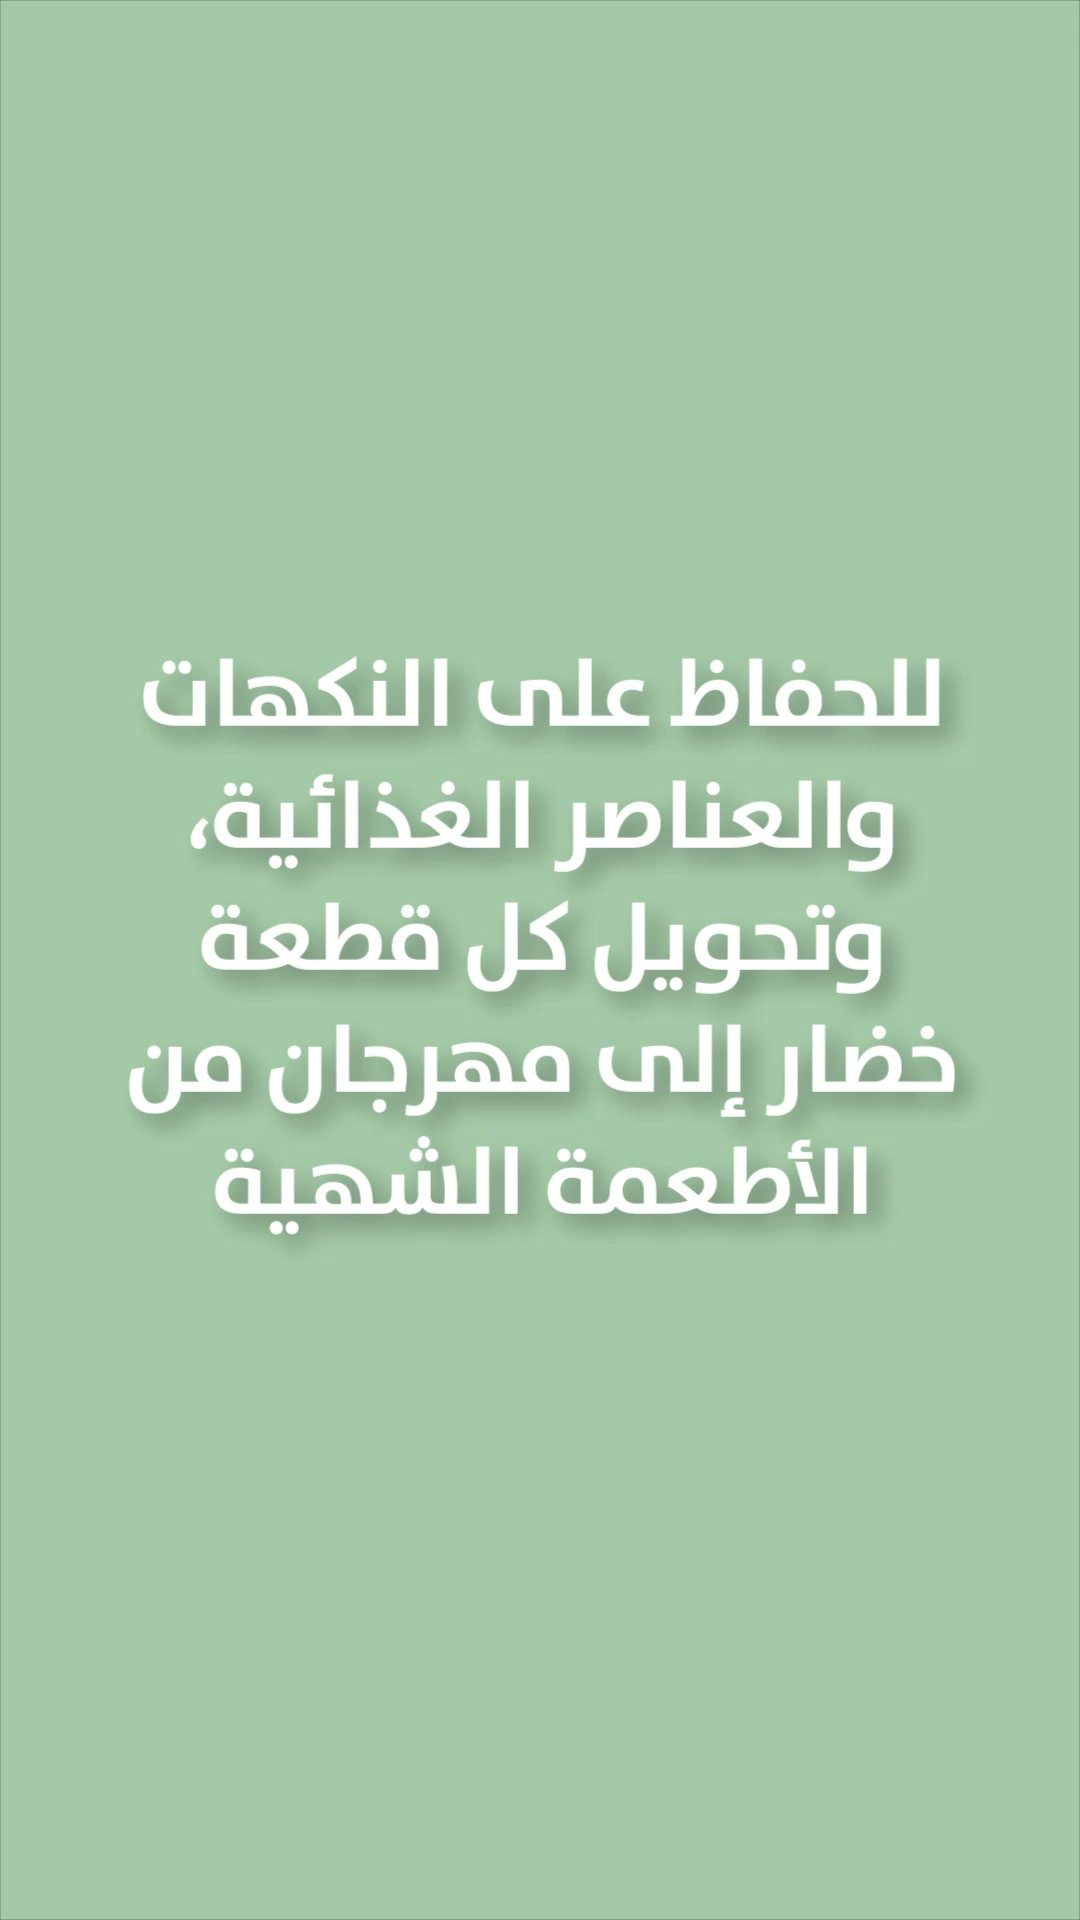 للحفاظ على النكهات
والعناصر الغذائية،
وتحويل كل قطعة
خضار إلى مهرجان من
الأطعمة الشهية